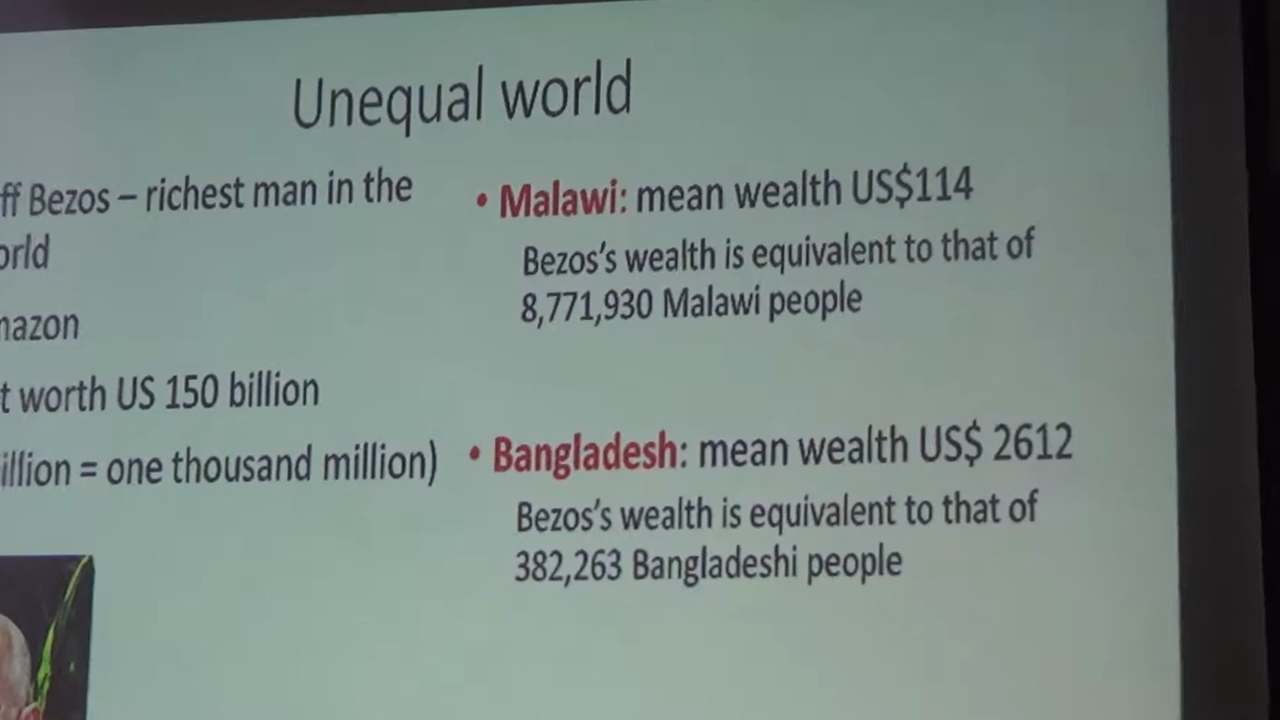 Unequal world
ff Bezos – richest man in the
orld
mazon
t worth US 150 billion
illion = one thousand million)
• Malawi: mean wealth US$114
Bezos's wealth is equivalent to that of
8,771,930 Malawi people
• Bangladesh: mean wealth US$ 2612
Bezos's wealth is equivalent to that of
382,263 Bangladeshi people